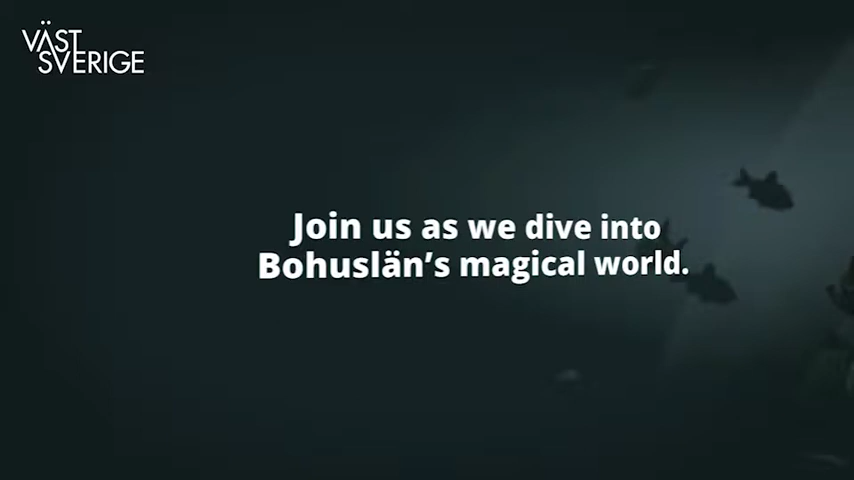 VÄST
SVERIGE
Join us as we dive into
Bohuslän’s magical world.